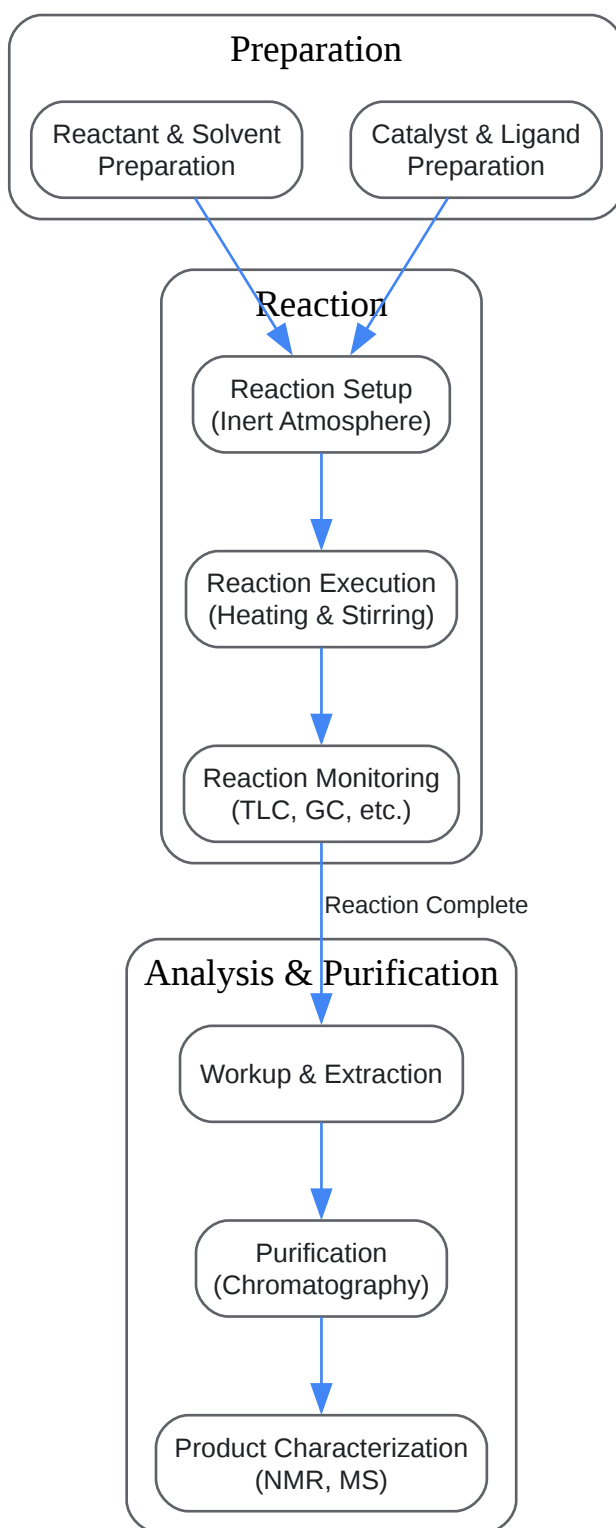 Preparation
Reactant & Solvent
Preparation
Catalyst & Ligand
Preparation
Reaction
Reaction Setup
(Inert Atmosphere)
Reaction Execution
(Heating & Stirring)
Reaction Monitoring
(TLC, GC, etc.)
Reaction Complete
Analysis & Purification
Workup & Extraction
Purification
(Chromatography)
Product Characterization
(NMR, MS)